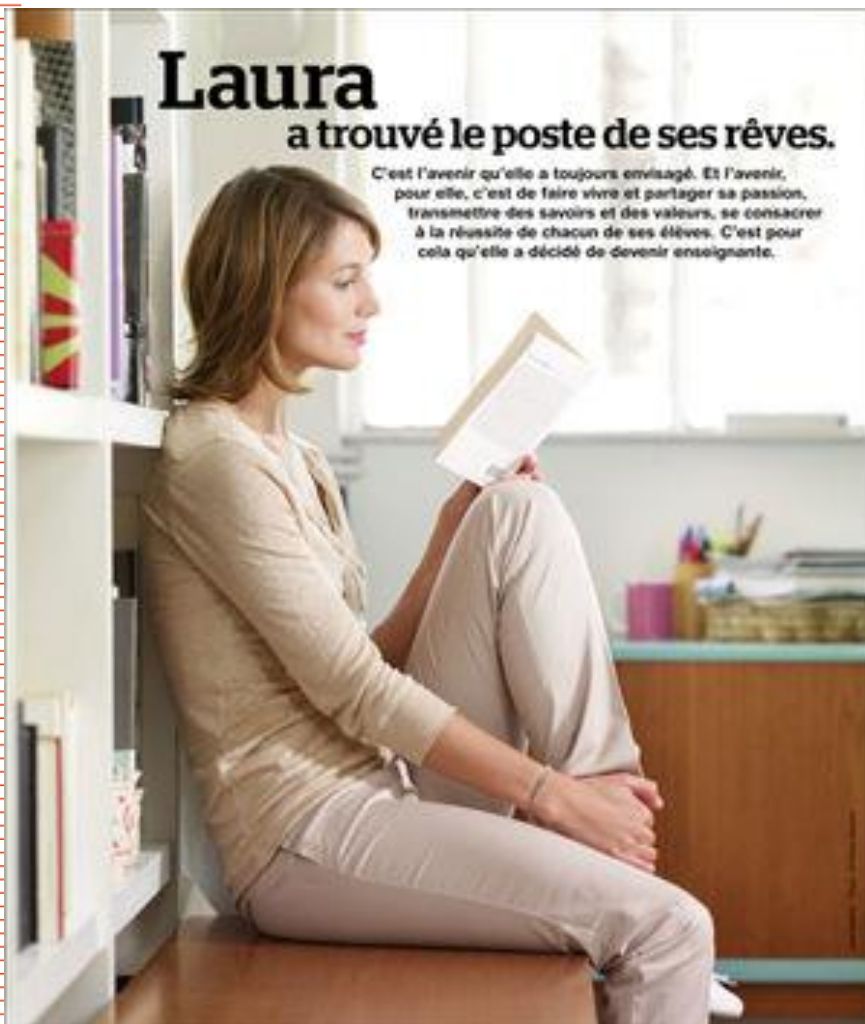 Laura
a trouvé le poste de ses rêves.
C'est l'avenir qu'elle a toujours envisagé. Et l'avenir,
pour elle, c'est de faire vivre et partager sa passion,
transmettre des savoirs et des valeurs, se consacrer
à la réussite de chacun de ses élèves. C'est pour
cela qu'elle a décidé de devenir enseignante.